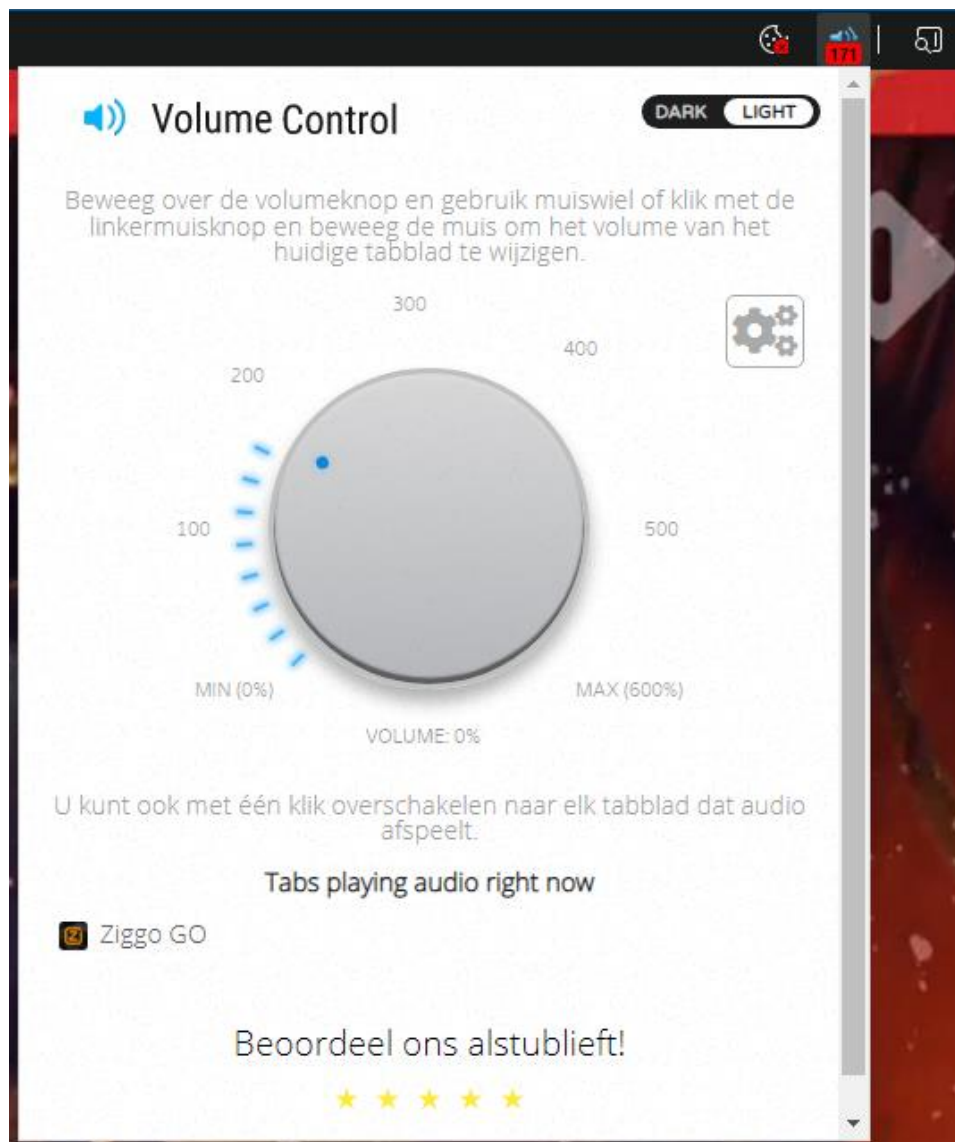 171
Volume Control
DARK LIGHT
Beweeg over de volumeknop en gebruik muiswiel of klik met de
linkermuisknop en beweeg de muis om het volume van het
huidige tabblad te wijzigen.
300
400
200
100
500
MIN (0%)
MAX (600%)
VOLUME: 0%
U kunt ook met één klik overschakelen naar elk tabblad dat audio
afspeelt.
Tabs playing audio right now
Ziggo GO
Beoordeel ons alstublieft!